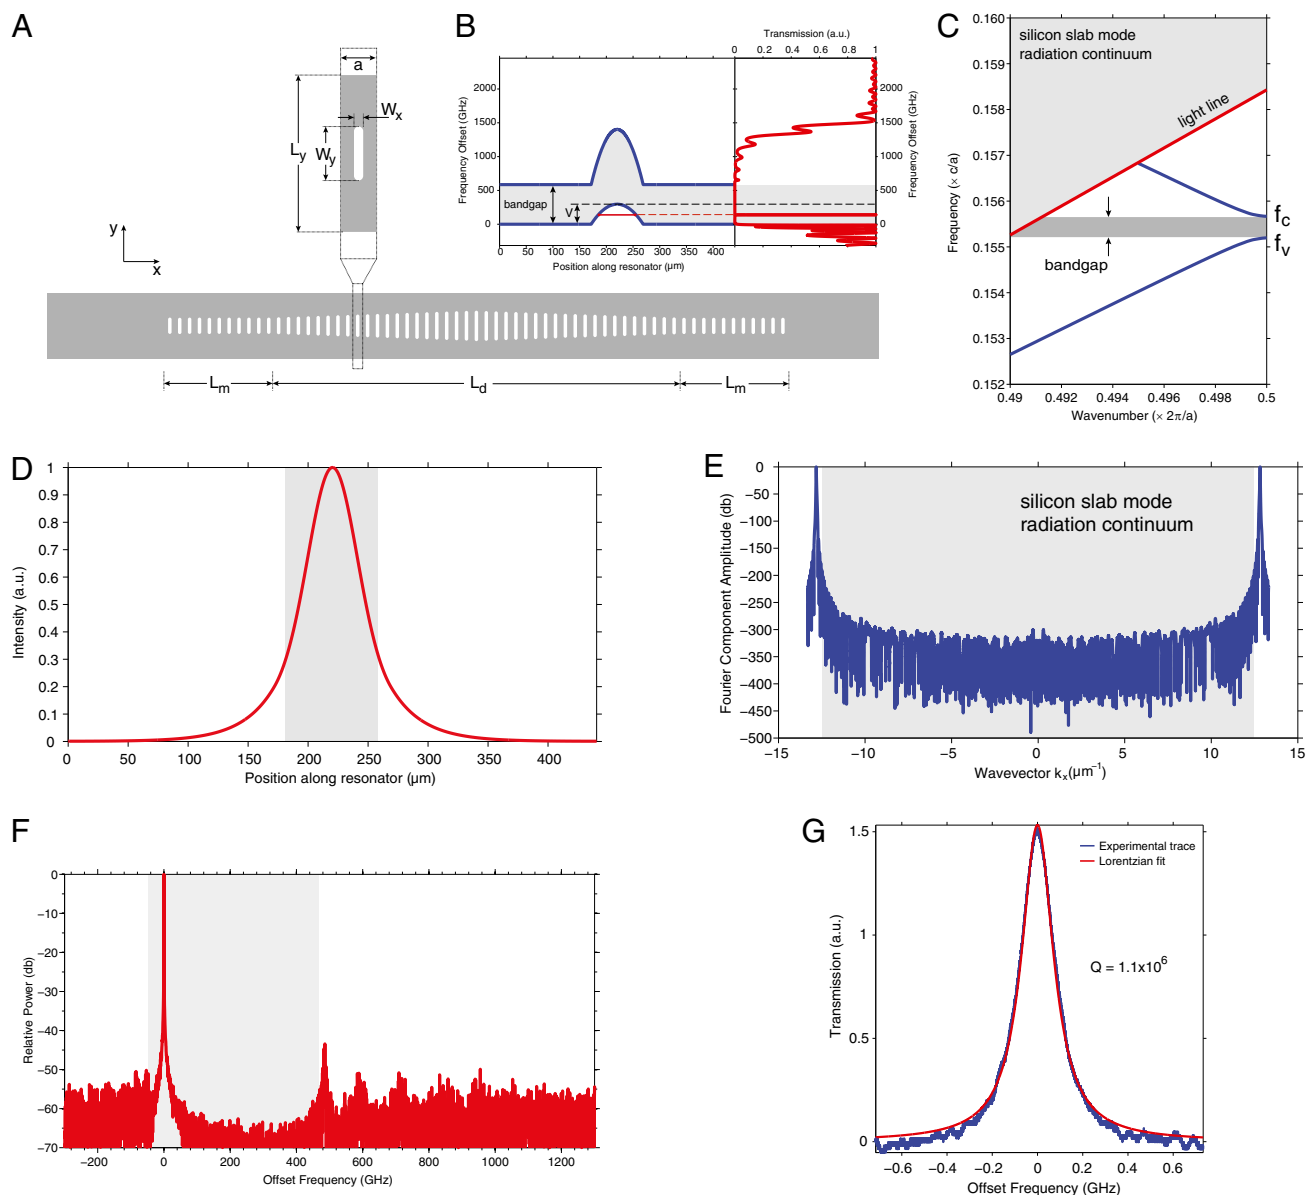 A
a
W_x
L_y
W_y
y
x
L_m
L_d
L_m
B
Transmission (a.u.)
0 0.2 0.4 0.6 0.8 1
2000
1500
1000
500
0
Frequency Offset (GHz)
bandgap
V
0 50 100 150 200 250 300 350 400
Position along resonator (µm)
2000
1500
1000
500
0
Frequency Offset (GHz)
C
0.160
0.159
0.158
0.157
0.156
0.155
0.154
0.153
0.152
Frequency (× c/a)
silicon slab mode
radiation continuum
light line
bandgap
f_c
f_v
0.49 0.492 0.494 0.496 0.498 0.5
Wavenumber (× 2π/a)
D
1
0.9
0.8
0.7
0.6
0.5
0.4
0.3
0.2
0.1
0
Intensity (a.u.)
0 50 100 150 200 250 300 350 400
Position along resonator (µm)
E
0
−50
−100
−150
−200
−250
−300
−350
−400
−450
−500
Fourier Component Amplitude (db)
silicon slab mode
radiation continuum
−15 −10 −5 0 5 10 15
Wavevector k_x(µm⁻¹)
F
0
−10
−20
−30
−40
−50
−60
−70
Relative Power (db)
−200 0 200 400 600 800 1000 1200
Offset Frequency (GHz)
G
1.5
1
0.5
0
Transmission (a.u.)
Experimental trace
Lorentzian fit
Q = 1.1x10⁶
−0.6 −0.4 −0.2 0 0.2 0.4 0.6
Offset Frequency (GHz)